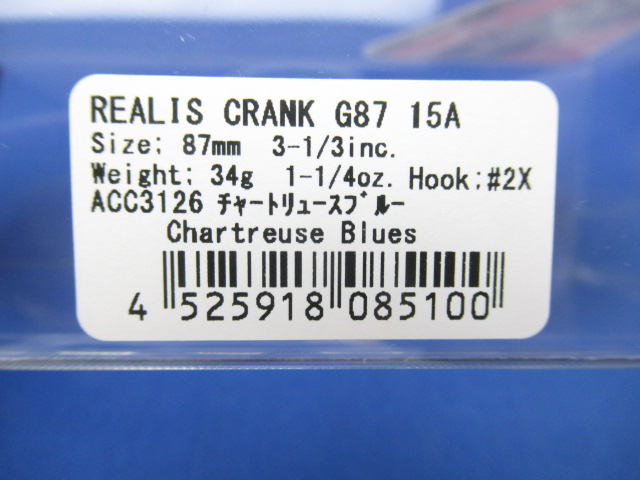 REALIS CRANK G87 15A
Size; 87mm 3-1/3inc.
Weight; 34g 1-1/4oz. Hook;#2X
ACC3126 ﾁｬｰﾄﾘｭｰｽﾌﾞﾙｰ
Chartreuse Blues
4 525918 085100